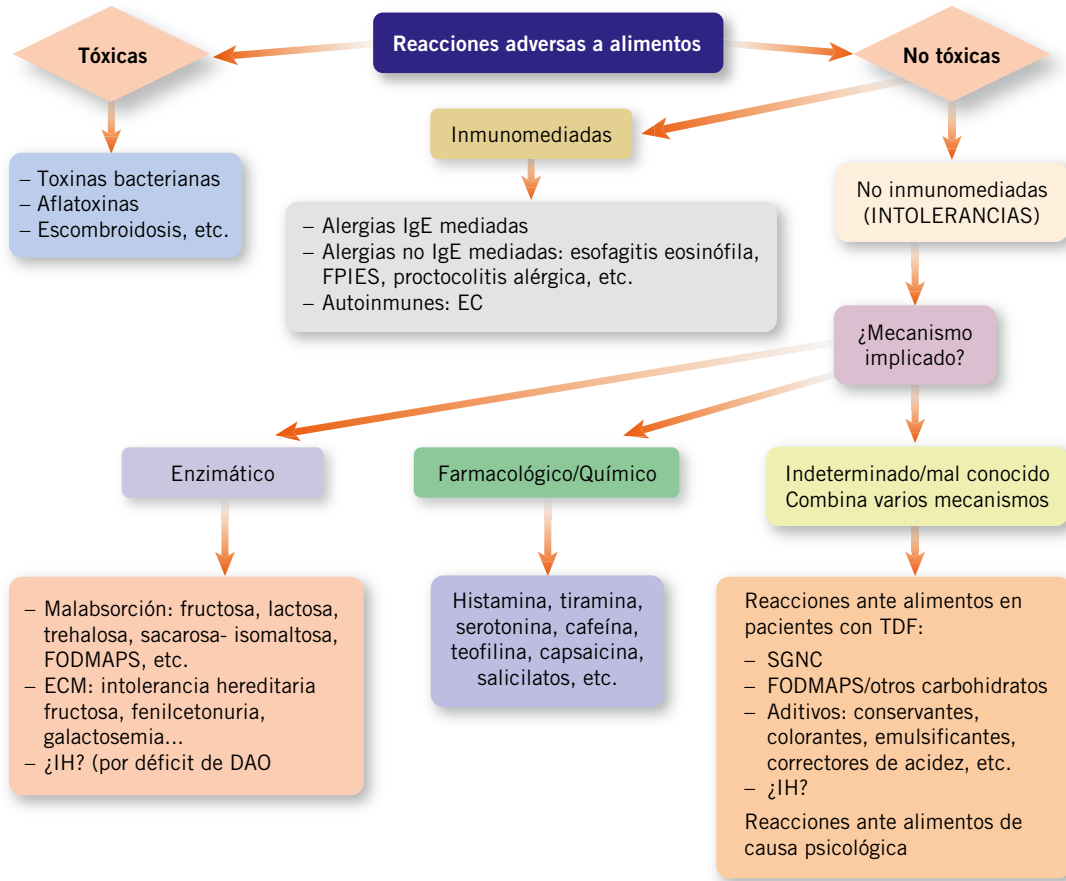 Reacciones adversas a alimentos
Tóxicas
No tóxicas
– Toxinas bacterianas
– Aflatoxinas
– Escombroidosis, etc.
Inmunomediadas
– Alergias IgE mediadas
– Alergias no IgE mediadas: esofagitis eosinófila,
FPIES, proctocolitis alérgica, etc.
– Autoinmunes: EC
No inmunomediadas
(INTOLERANCIAS)
¿Mecanismo
implicado?
Enzimático
Farmacológico/Químico
Indeterminado/mal conocido
Combina varios mecanismos
– Malabsorción: fructosa, lactosa,
trehalosa, sacarosa- isomaltosa,
FODMAPS, etc.
– ECM: intolerancia hereditaria
fructosa, fenilcetonuria,
galactosemia...
– ¿IH? (por déficit de DAO
Histamina, tiramina,
serotonina, cafeína,
teofilina, capsaicina,
salicilatos, etc.
Reacciones ante alimentos en
pacientes con TDF:
– SGNC
– FODMAPS/otros carbohidratos
– Aditivos: conservantes,
colorantes, emulsificantes,
correctores de acidez, etc.
– ¿IH?
Reacciones ante alimentos de
causa psicológica